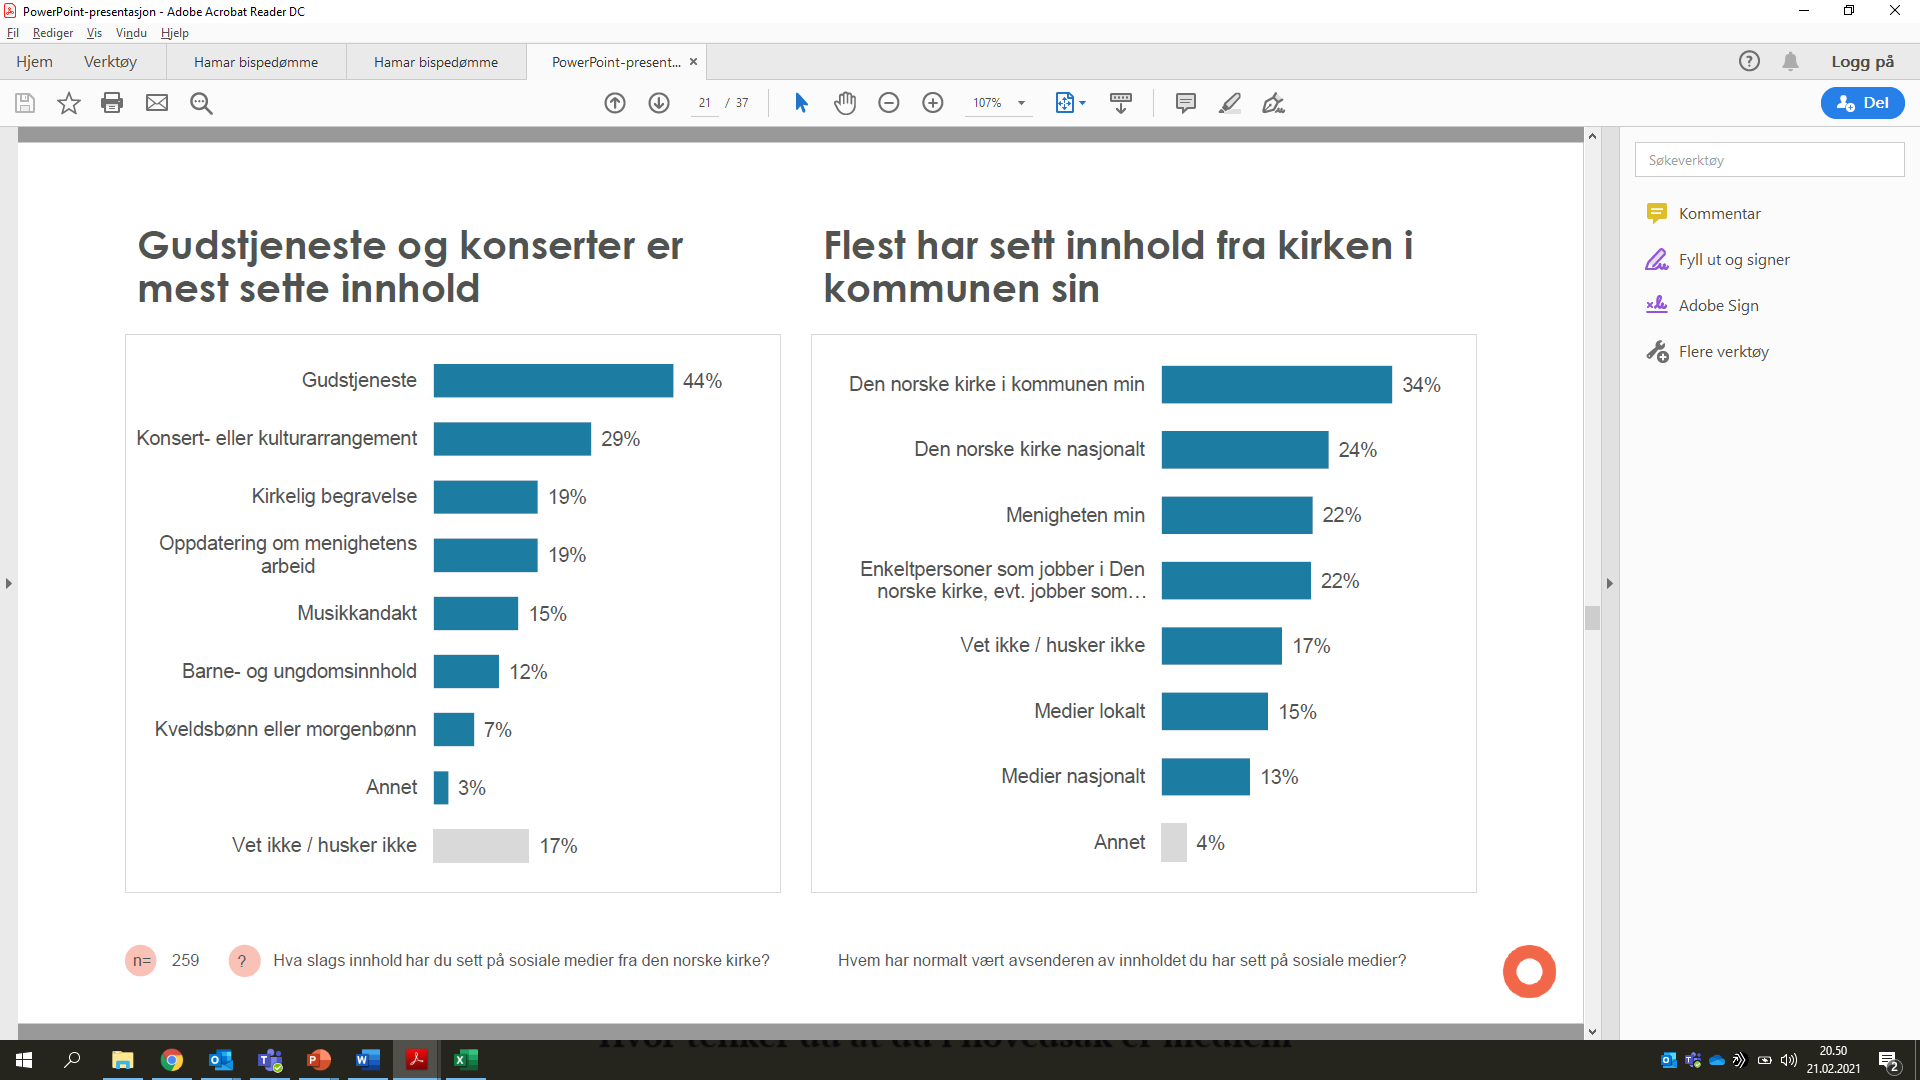 PowerPoint-presentasjon - Adobe Acrobat Reader DC
Fil Rediger Vis Vindu Hjelp
Hjem Verktøy Hamar bispedømme Hamar bispedømme PowerPoint-present... Logg på
21 / 37 107% Del
Søkeverktøy
Kommentar
Fyll ut og signer
Adobe Sign
Flere verktøy
Gudstjeneste og konserter er
mest sette innhold
Gudstjeneste 44%
Konsert- eller kulturarrangement 29%
Kirkelig begravelse 19%
Oppdatering om menighetens
arbeid 19%
Musikkandakt 15%
Barne- og ungdomsinnhold 12%
Kveldsbønn eller morgenbønn 7%
Annet 3%
Vet ikke / husker ikke 17%
Flest har sett innhold fra kirken i
kommunen sin
Den norske kirke i kommunen min 34%
Den norske kirke nasjonalt 24%
Menigheten min 22%
Enkeltpersoner som jobber i Den
norske kirke, evt. jobber som… 22%
Vet ikke / husker ikke 17%
Medier lokalt 15%
Medier nasjonalt 13%
Annet 4%
n= 259 ? Hva slags innhold har du sett på sosiale medier fra den norske kirke?
Hvem har normalt vært avsenderen av innholdet du har sett på sosiale medier?
20.50
21.02.2021
2